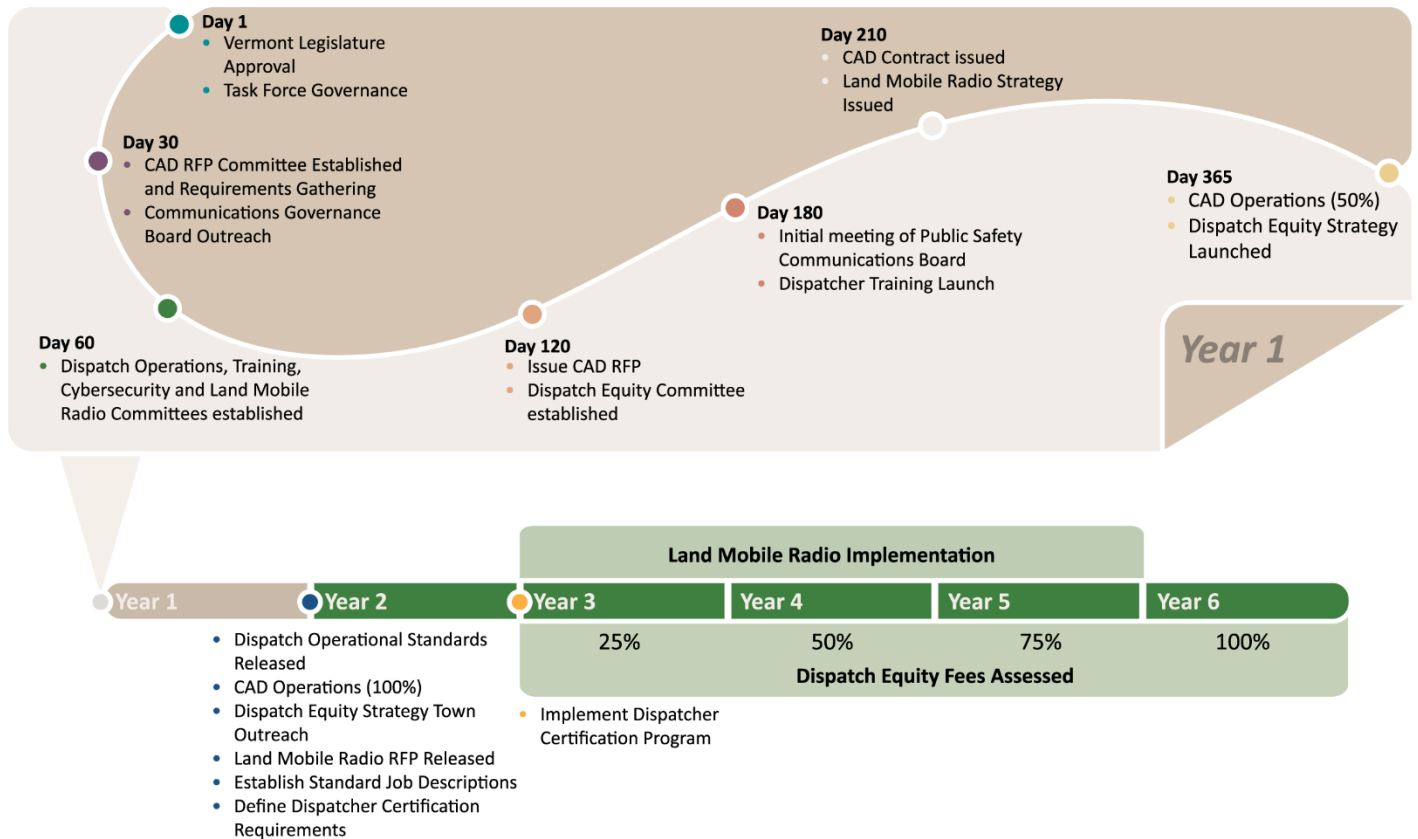 Day 1
Vermont Legislature
Approval
Task Force Governance
Day 30
CAD RFP Committee Established
and Requirements Gathering
Communications Governance
Board Outreach
Day 60
Dispatch Operations, Training,
Cybersecurity and Land Mobile
Radio Committees established
Day 120
Issue CAD RFP
Dispatch Equity Committee
established
Day 180
Initial meeting of Public Safety
Communications Board
Dispatcher Training Launch
Day 210
CAD Contract issued
Land Mobile Radio Strategy
Issued
Day 365
CAD Operations (50%)
Dispatch Equity Strategy
Launched
Year 1
Land Mobile Radio Implementation
Year 1
Year 2
Year 3
Year 4
Year 5
Year 6
25%
50%
75%
100%
Dispatch Equity Fees Assessed
Dispatch Operational Standards
Released
CAD Operations (100%)
Dispatch Equity Strategy Town
Outreach
Land Mobile Radio RFP Released
Establish Standard Job Descriptions
Define Dispatcher Certification
Requirements
Implement Dispatcher
Certification Program